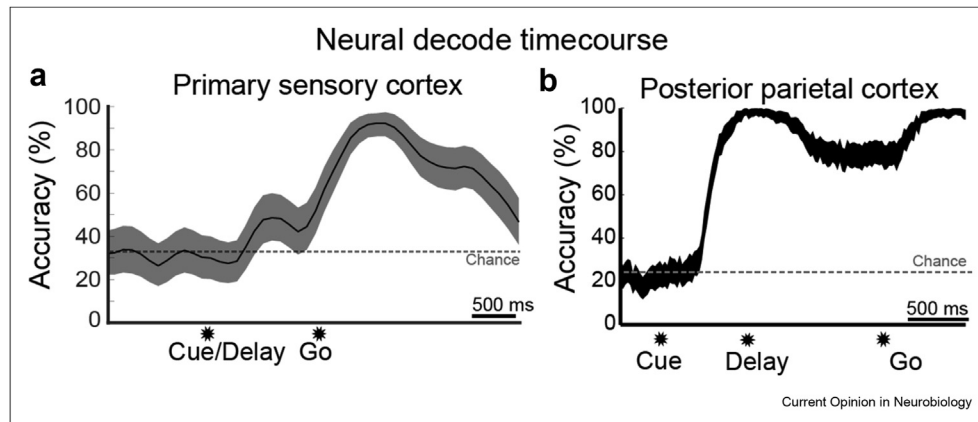 Neural decode timecourse
a
Primary sensory cortex
Accuracy (%)
100
80
60
40
20
0
Chance
500 ms
Cue/Delay Go
b
Posterior parietal cortex
Accuracy (%)
100
80
60
40
20
0
Chance
500 ms
Cue Delay Go
Current Opinion in Neurobiology